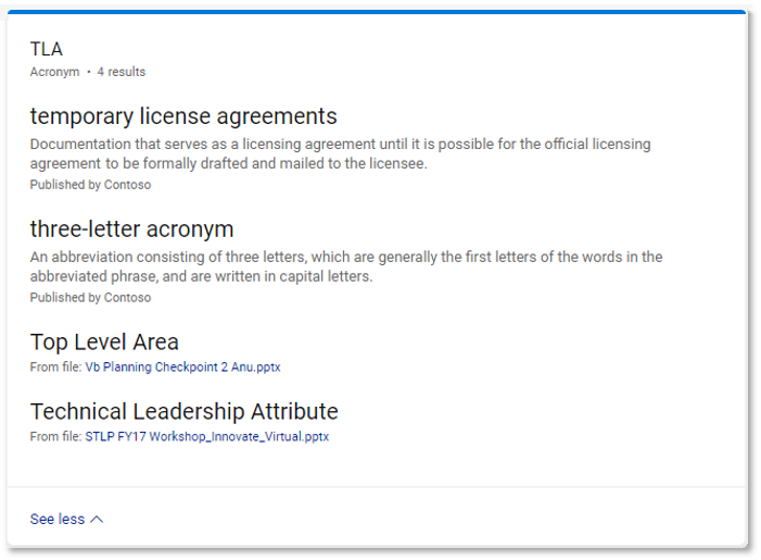 TLA
Acronym • 4 results
temporary license agreements
Documentation that serves as a licensing agreement until it is possible for the official licensing
agreement to be formally drafted and mailed to the licensee.
Published by Contoso
three-letter acronym
An abbreviation consisting of three letters, which are generally the first letters of the words in the
abbreviated phrase, and are written in capital letters.
Published by Contoso
Top Level Area
From file: Vb Planning Checkpoint 2 Anu.pptx
Technical Leadership Attribute
From file: STLP FY17 Workshop_Innovate_Virtual.pptx
See less